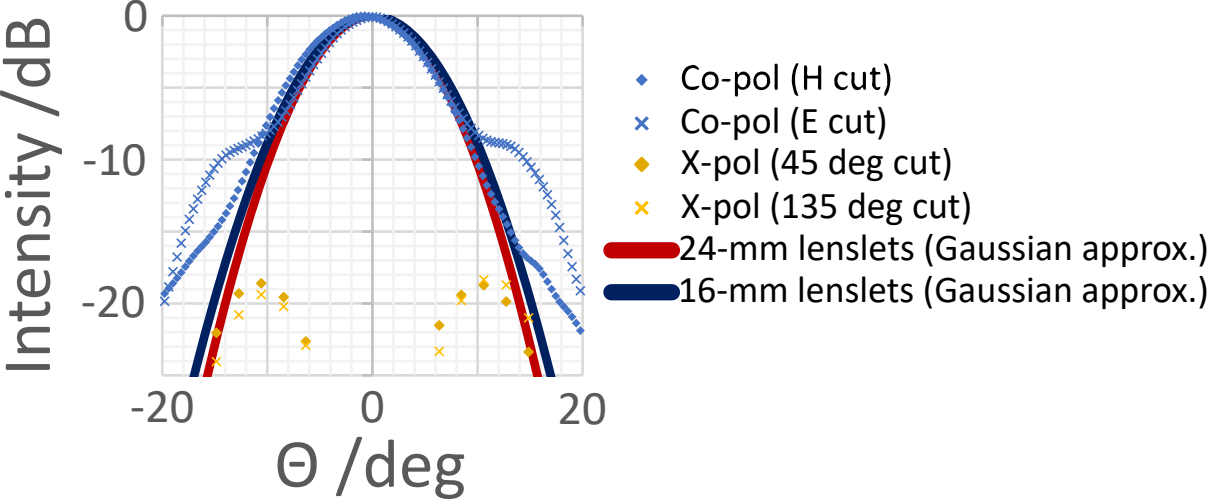 Intensity /dB
0
-10
-20
-20
0
20
Θ /deg
Co-pol (H cut)
Co-pol (E cut)
X-pol (45 deg cut)
X-pol (135 deg cut)
24-mm lenslets (Gaussian approx.)
16-mm lenslets (Gaussian approx.)